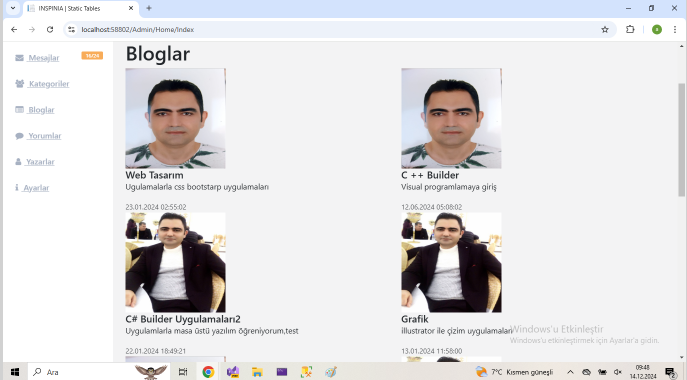 INSPINIA | Static Tables
localhost:58802/Admin/Home/Index
Mesajlar
16/24
Kategoriler
Bloglar
Yorumlar
Yazarlar
Ayarlar
Bloglar
Web Tasarım
Ugulamalarla css bootstarp uygulamaları
23.01.2024 02:55:02
C ++ Builder
Visual programlamaya giriş
12.06.2024 05:08:02
C# Builder Uygulamaları2
Uygulamlarla masa üstü yazılım öğreniyorum,test
22.01.2024 18:49:21
Grafik
illustrator ile çizim uygulamaları
13.01.2024 11:58:00
Windows'u Etkinleştir
Windows'u etkinleştirmek için Ayarlar'a gidin.
Ara
7°C Kısmen güneşli
09:48
14.12.2024